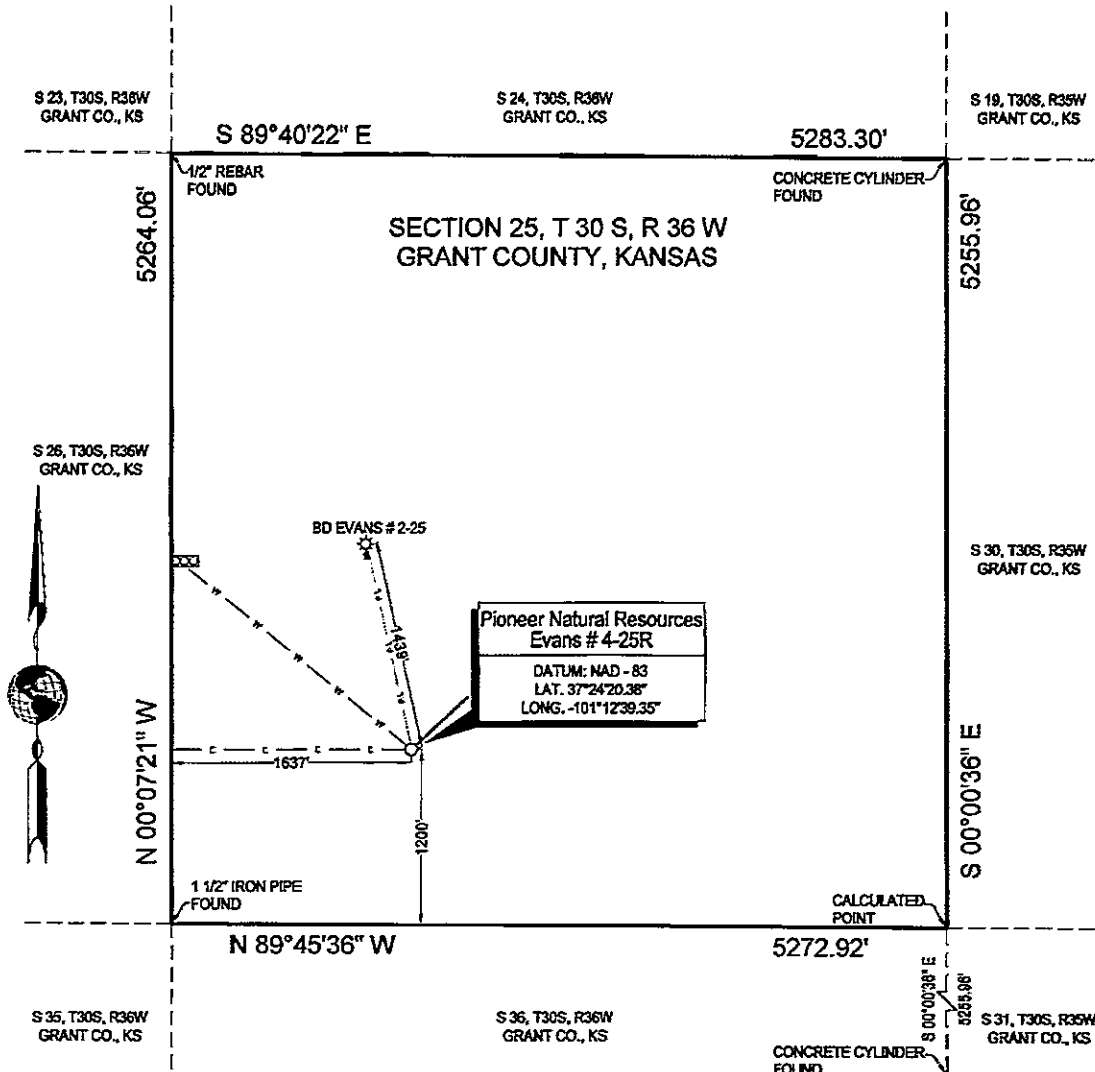 S 23, T30S, R36W
GRANT CO., KS
S 24, T30S, R36W
GRANT CO., KS
S 19, T30S, R35W
GRANT CO., KS
S 89°40'22" E
5283.30'
1/2" REBAR
FOUND
CONCRETE CYLINDER
FOUND
5264.06'
5255.96'
SECTION 25, T 30 S, R 36 W
GRANT COUNTY, KANSAS
S 26, T30S, R36W
GRANT CO., KS
BD EVANS # 2-25
S 30, T30S, R35W
GRANT CO., KS
W
W
W
W
1439'
Pioneer Natural Resources
Evans # 4-25R
DATUM: NAD - 83
LAT. 37°24'20.38"
LONG. -101°12'39.35"
E E E E
1637'
1200'
N 00°07'21" W
S 00°00'36" E
1 1/2" IRON PIPE
FOUND
CALCULATED
POINT
N 89°45'36" W
5272.92'
S 00°00'36" E
5255.96'
S 35, T30S, R36W
GRANT CO., KS
S 36, T30S, R36W
GRANT CO., KS
S 31, T30S, R35W
GRANT CO., KS
CONCRETE CYLINDER
FOUND